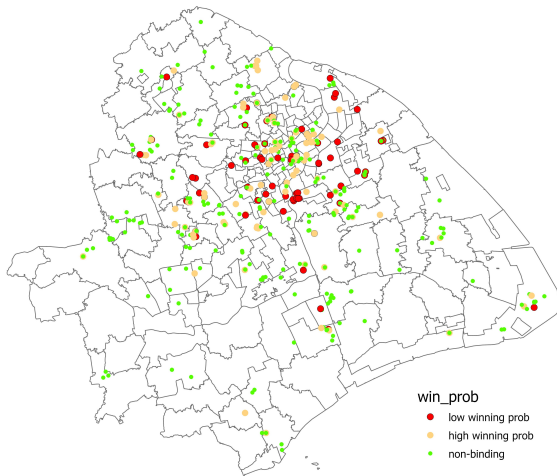 win_prob
low winning prob
high winning prob
non-binding